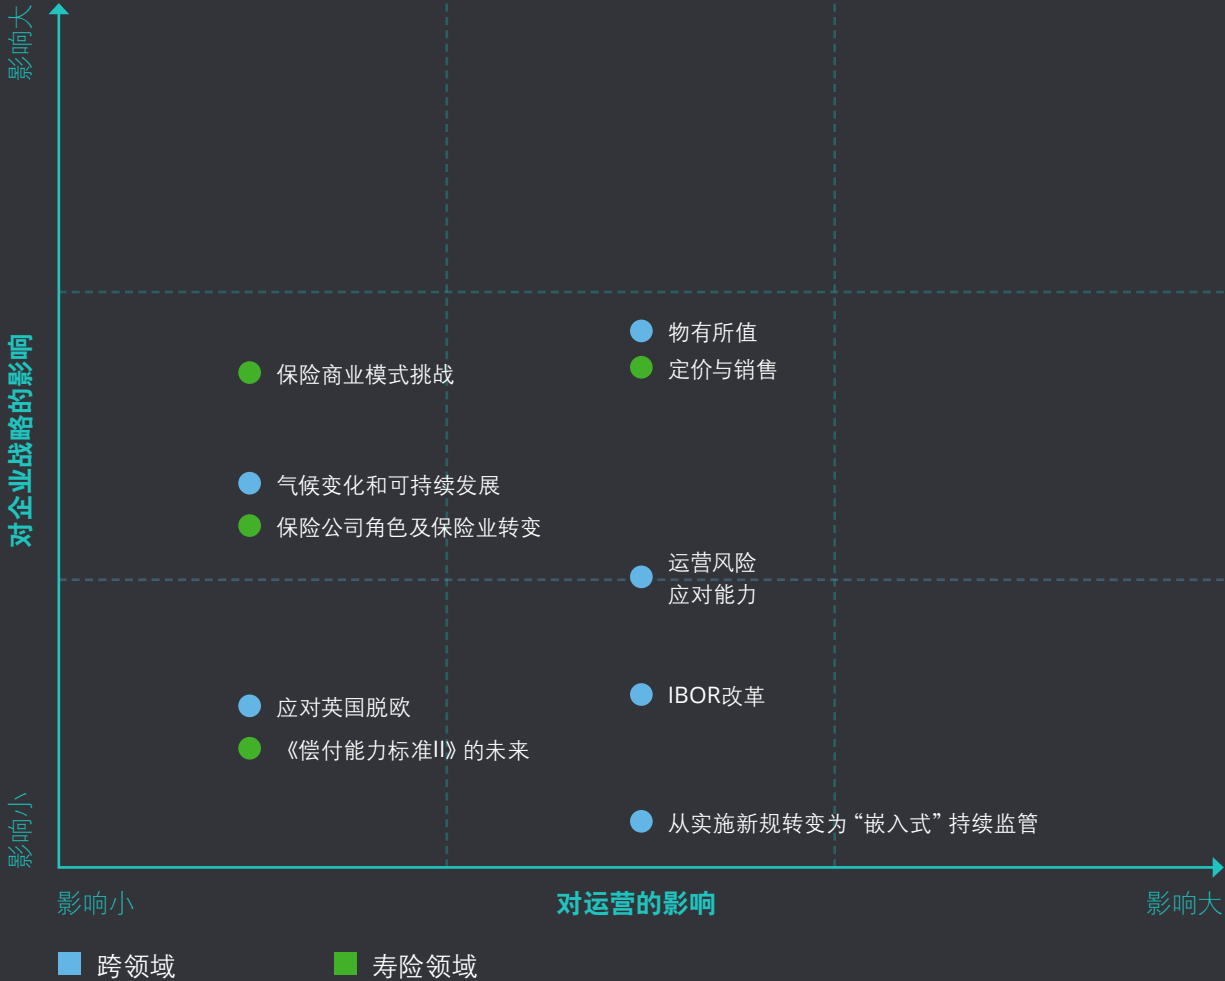 影响大
对企业战略的影响
影响小
物有所值
保险商业模式挑战
定价与销售
气候变化和可持续发展
保险公司角色及保险业转变
运营风险
应对能力
应对英国脱欧
IBOR改革
《偿付能力标准II》的未来
从实施新规转变为“嵌入式”持续监管
影响小
对运营的影响
影响大
跨领域
寿险领域